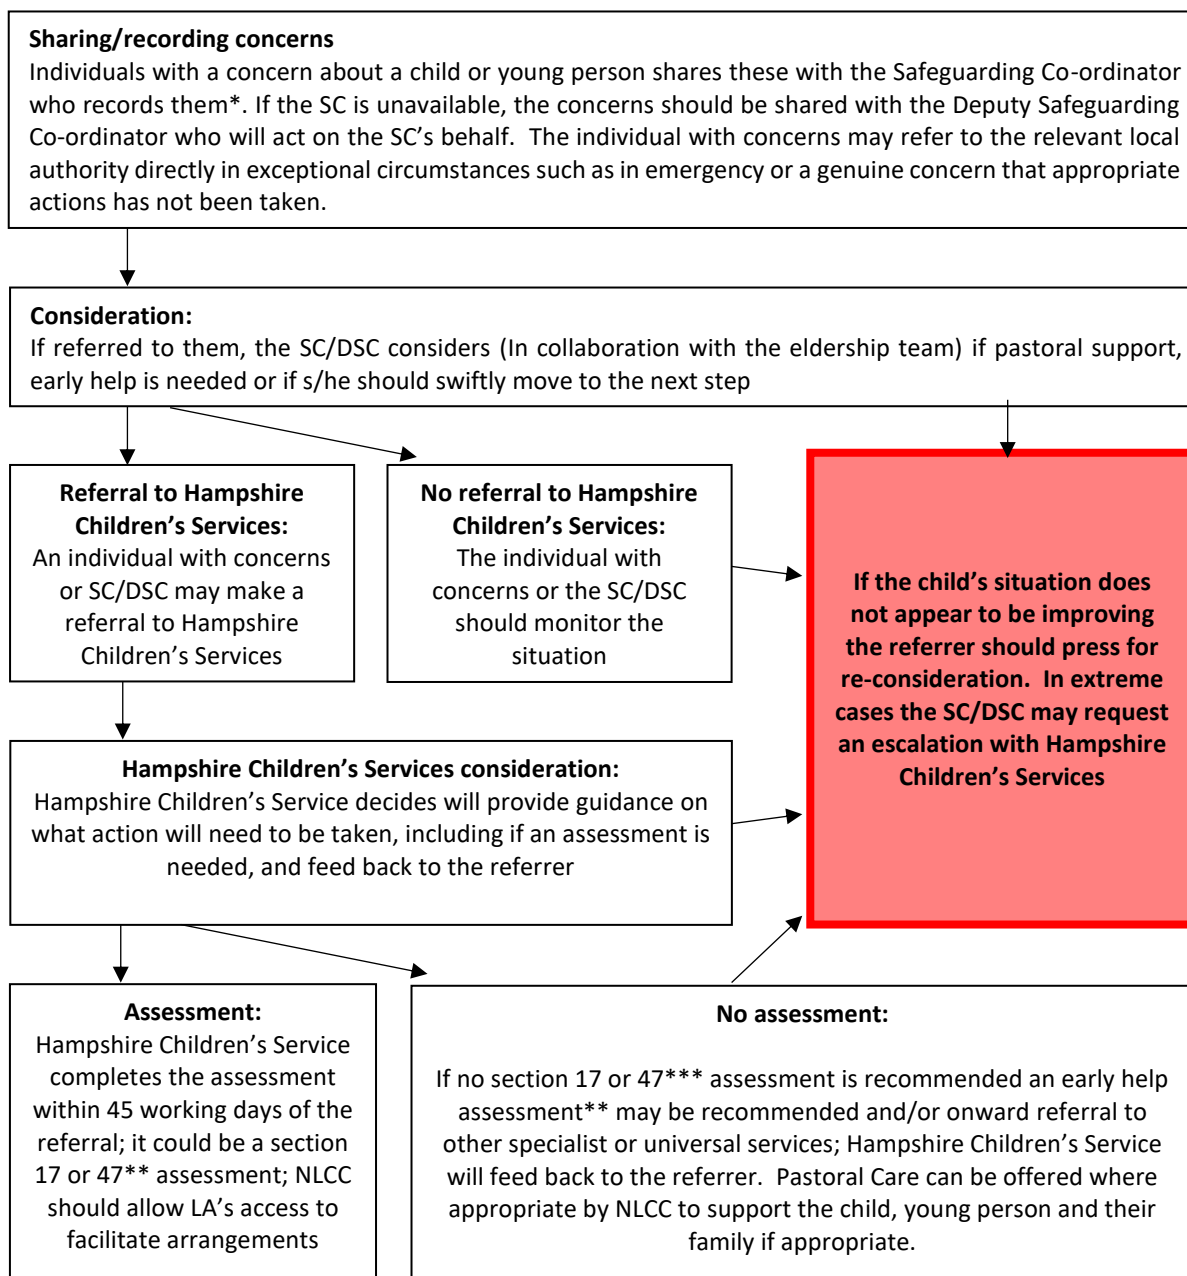 Sharing/recording concerns
Individuals with a concern about a child or young person shares these with the Safeguarding Co-ordinator
who records them*. If the SC is unavailable, the concerns should be shared with the Deputy Safeguarding
Co-ordinator who will act on the SC’s behalf. The individual with concerns may refer to the relevant local
authority directly in exceptional circumstances such as in emergency or a genuine concern that appropriate
actions has not been taken.
Consideration:
If referred to them, the SC/DSC considers (In collaboration with the eldership team) if pastoral support,
early help is needed or if s/he should swiftly move to the next step
Referral to Hampshire
Children’s Services:
An individual with concerns
or SC/DSC may make a
referral to Hampshire
Children’s Services
No referral to Hampshire
Children’s Services:
The individual with
concerns or the SC/DSC
should monitor the
situation
If the child’s situation does
not appear to be improving
the referrer should press for
re-consideration. In extreme
cases the SC/DSC may request
an escalation with Hampshire
Children’s Services
Hampshire Children’s Services consideration:
Hampshire Children’s Service decides will provide guidance on
what action will need to be taken, including if an assessment is
needed, and feed back to the referrer
Assessment:
Hampshire Children’s Service
completes the assessment
within 45 working days of the
referral; it could be a section
17 or 47** assessment; NLCC
should allow LA’s access to
facilitate arrangements
No assessment:
If no section 17 or 47*** assessment is recommended an early help
assessment** may be recommended and/or onward referral to
other specialist or universal services; Hampshire Children’s Service
will feed back to the referrer. Pastoral Care can be offered where
appropriate by NLCC to support the child, young person and their
family if appropriate.